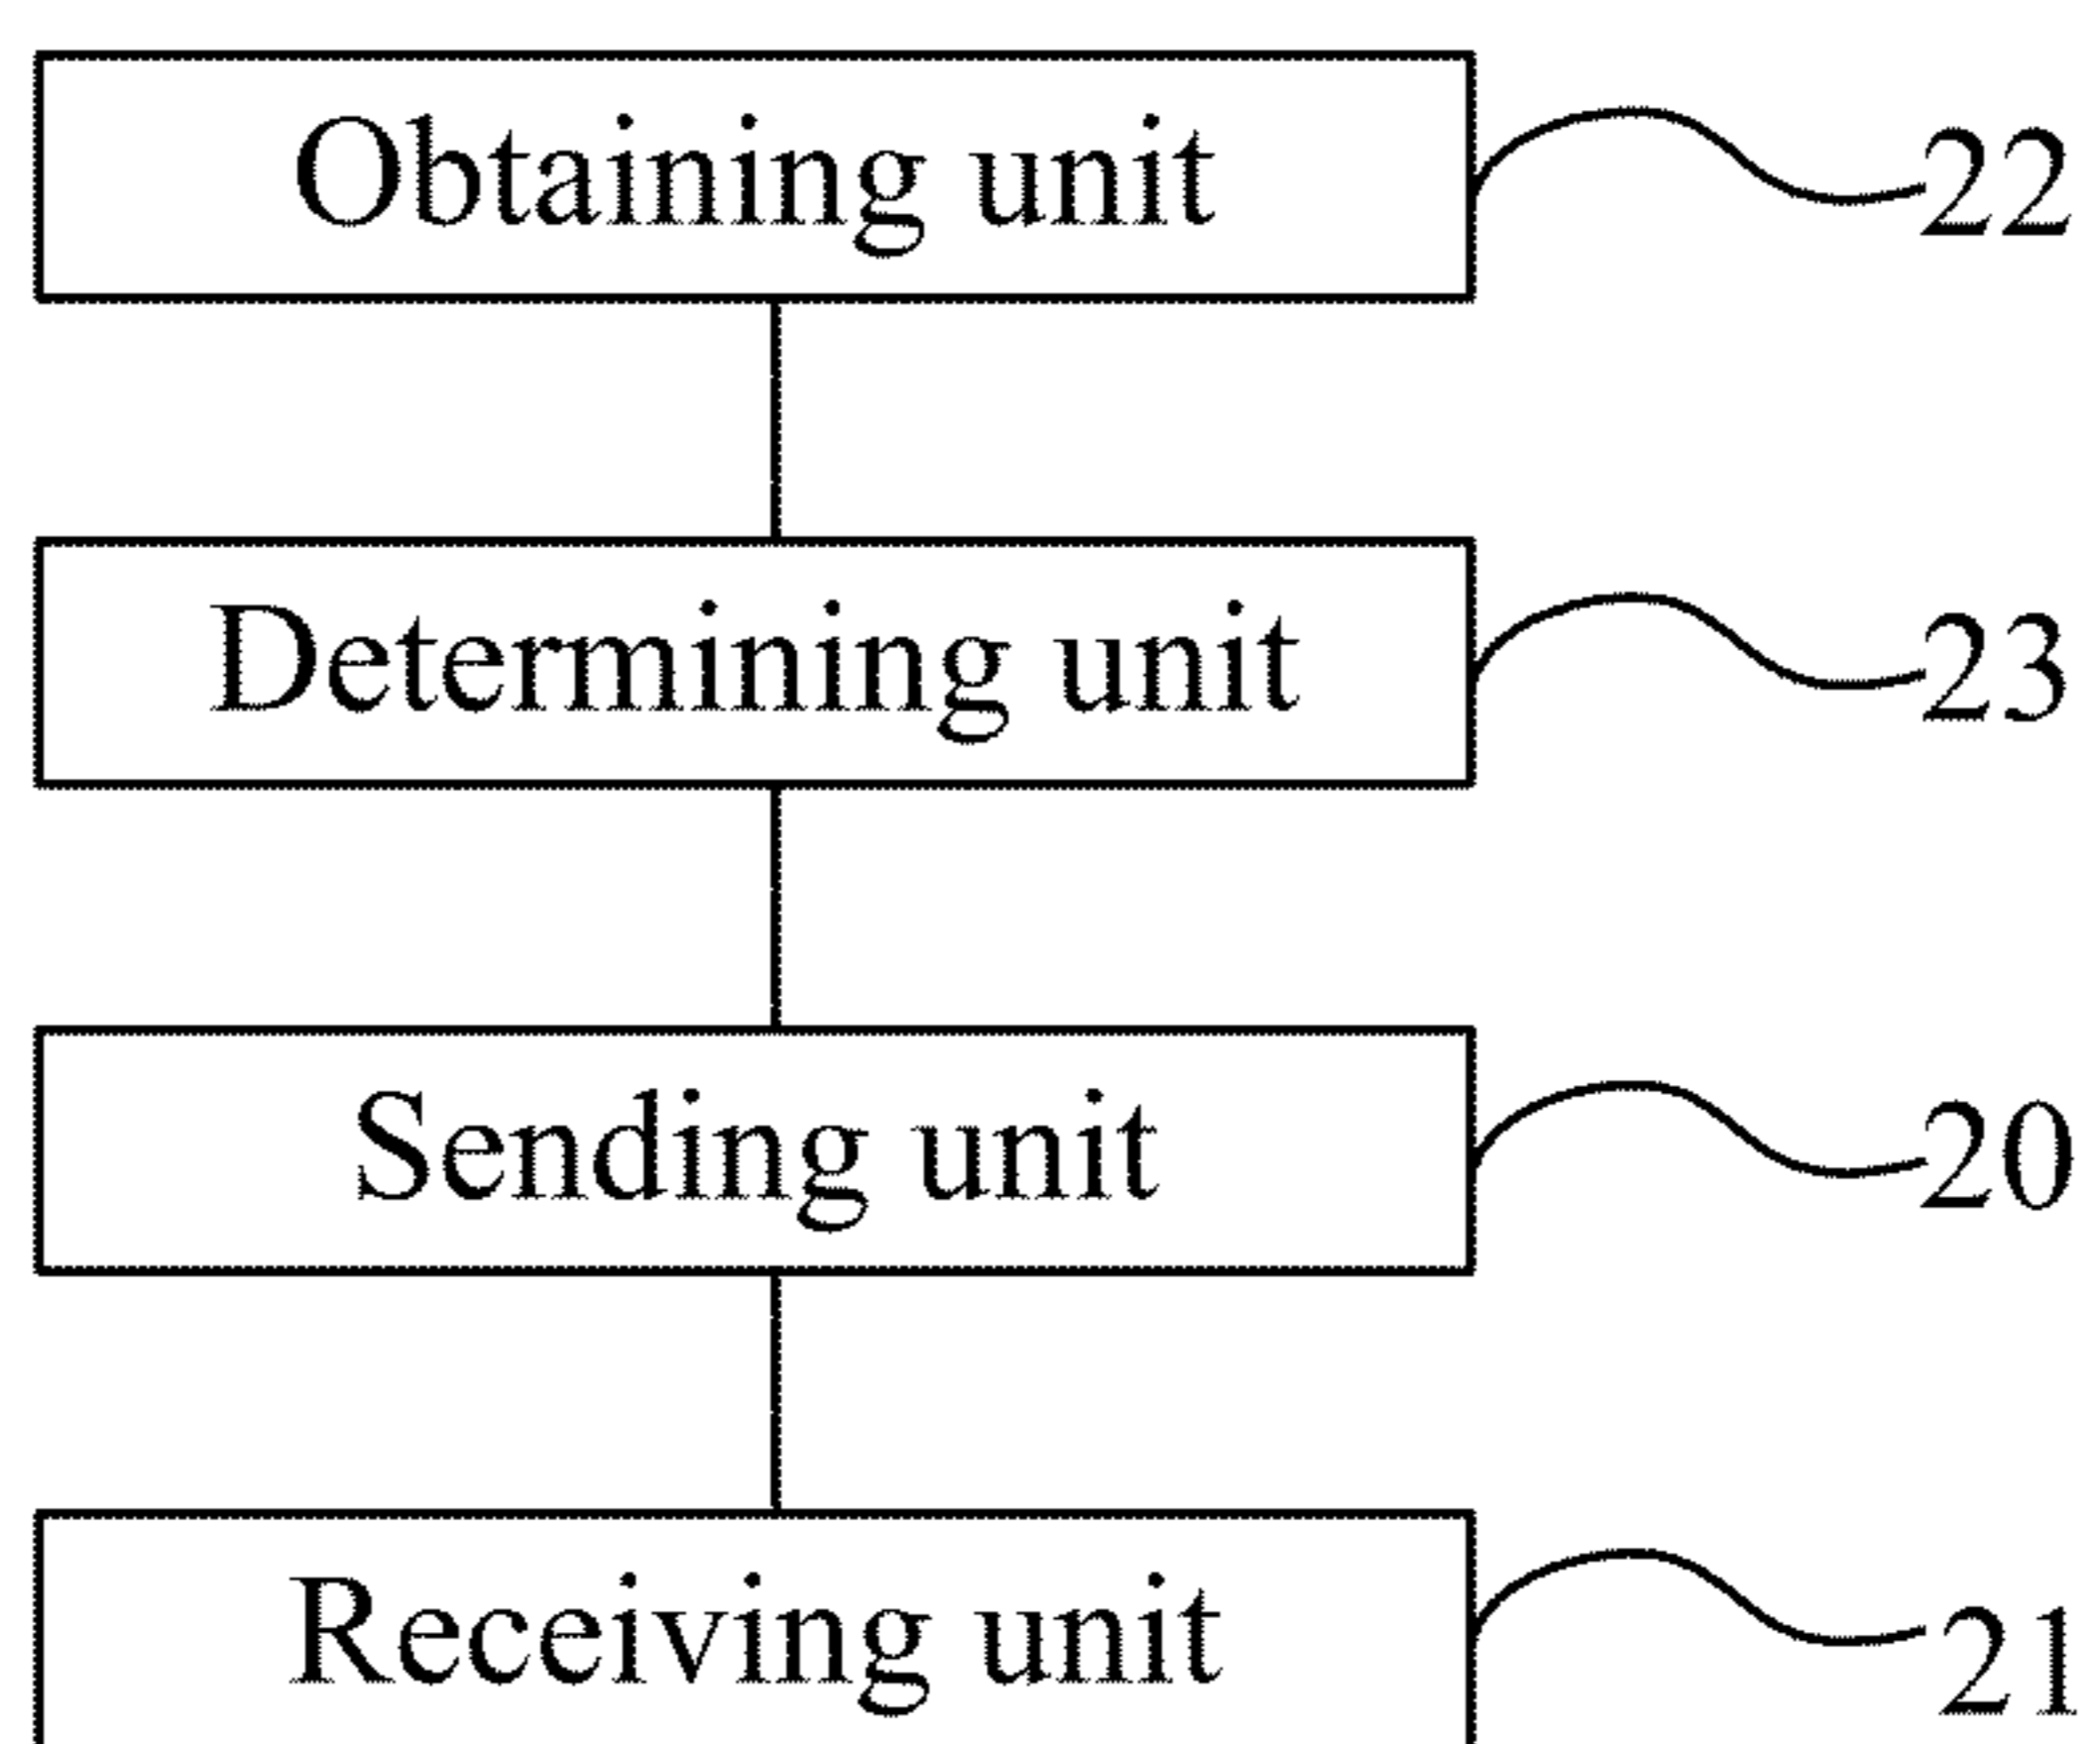 Obtaining unit 22
Determining unit 23
Sending unit 20
Receiving unit 21